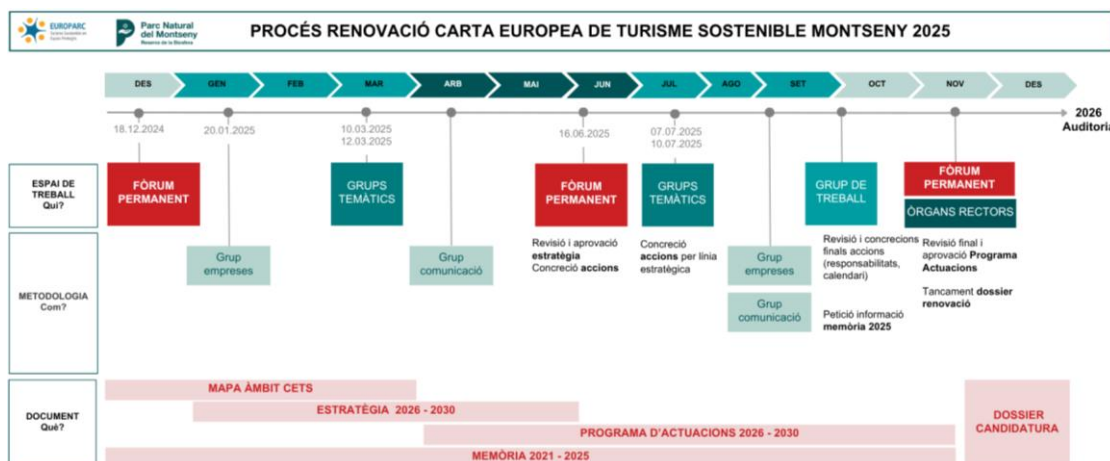 EUROPARC
Parc Natural
del Montseny
Reserva de la Biosfera
PROCÉS RENOVACIÓ CARTA EUROPEA DE TURISME SOSTENIBLE MONTSENY 2025
DES GEN FEB MAR ARB MAI JUN JUL AGO SET OCT NOV DES
2026
Auditoria
18.12.2024
20.01.2025
10.03.2025
12.03.2025
16.06.2025
07.07.2025
10.07.2025
ESPAI DE
TREBALL
Qui?
FÒRUM
PERMANENT
GRUPS
TEMÀTICS
FÒRUM
PERMANENT
GRUPS
TEMÀTICS
GRUP DE
TREBALL
FÒRUM
PERMANENT
ÒRGANS RECTORS
METODOLOGIA
Com?
Grup
empreses
Grup
comunicació
Revisió i aprovació
estratègia
Concreció accions
Concreció
accions per línia
estratègica
Grup
empreses
Grup
comunicació
Revisió i concrecions
finals accions
(responsabilitats,
calendari)
Petició informació
memòria 2025
Revisió final i
aprovació Programa
Actuacions
Tancament dossier
renovació
DOCUMENT
Què?
MAPA ÀMBIT CETS
ESTRATÈGIA 2026 - 2030
PROGRAMA D'ACTUACIONS 2026 - 2030
MEMÒRIA 2021 - 2025
DOSSIER
CANDIDATURA